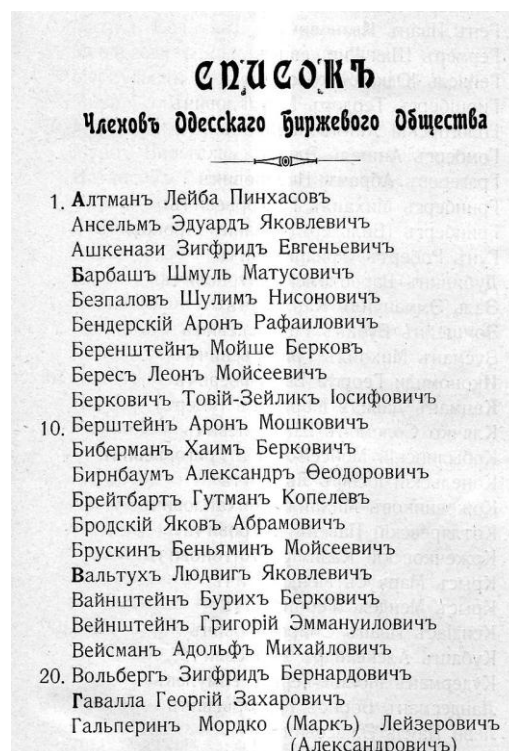 СПИСОКЪ
Членовъ Одесскаго Биржевого Общества
1. Алтманъ Лейба Пинхасовъ
Ансельмъ Эдуардъ Яковлевичъ
Ашкенази Зигфридъ Евгеньевичъ
Барбашъ Шмуль Матусовичъ
Безпаловъ Шулимъ Нисоновичъ
Бендерскій Аронъ Рафаиловичъ
Беренштейнъ Мойше Берковъ
Бересъ Леонъ Мойсеевичъ
Берковичъ Товій-Зейликъ Іосифовичъ
10. Берштейнъ Аронъ Мошковичъ
Биберманъ Хаимъ Берковичъ
Бирнбаумъ Александръ Ѳеодоровичъ
Брейтбартъ Гутманъ Копелевъ
Бродскій Яковъ Абрамовичъ
Брускинъ Беньяминъ Мойсеевичъ
Вальтухъ Людвигъ Яковлевичъ
Вайнштейнъ Бурихъ Берковичъ
Вейнштейнъ Григорій Эммануиловичъ
Вейсманъ Адольфъ Михайловичъ
20. Вольбергъ Зигфридъ Бернардовичъ
Гавалла Георгій Захаровичъ
Гальперинъ Мордко (Маркъ) Лейзеровичъ
(Александровичъ)